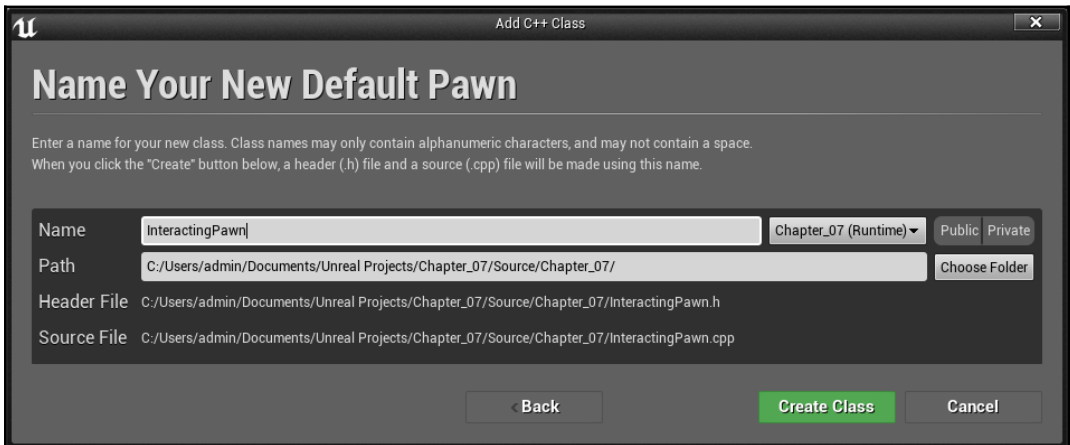 Add C++ Class
Name Your New Default Pawn
Enter a name for your new class. Class names may only contain alphanumeric characters, and may not contain a space.
When you click the "Create" button below, a header (.h) file and a source (.cpp) file will be made using this name.
Name InteractingPawn Chapter_07 (Runtime) Public Private
Path C:/Users/admin/Documents/Unreal Projects/Chapter_07/Source/Chapter_07/ Choose Folder
Header File C:/Users/admin/Documents/Unreal Projects/Chapter_07/Source/Chapter_07/InteractingPawn.h
Source File C:/Users/admin/Documents/Unreal Projects/Chapter_07/Source/Chapter_07/InteractingPawn.cpp
Back Create Class Cancel